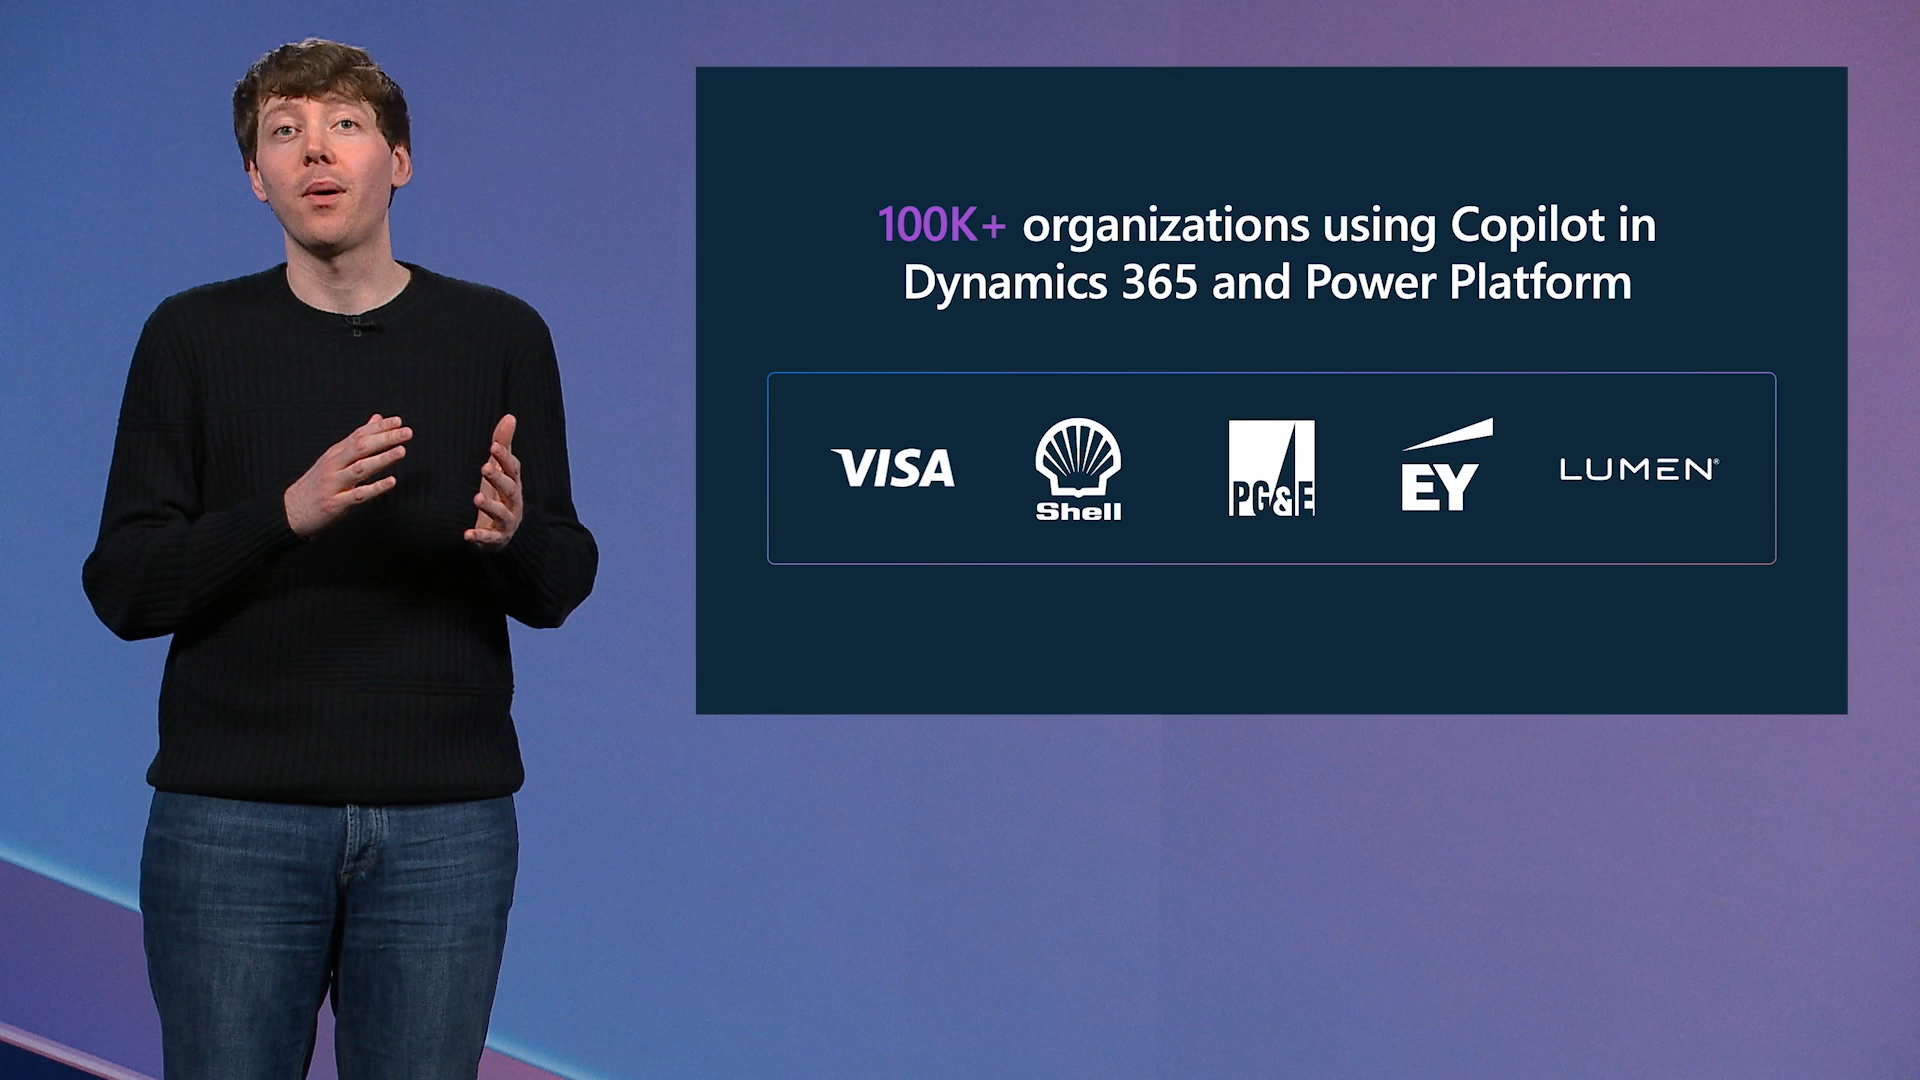 100K+ organizations using Copilot in
Dynamics 365 and Power Platform
VISA
Shell
PG&E
EY
LUMEN®